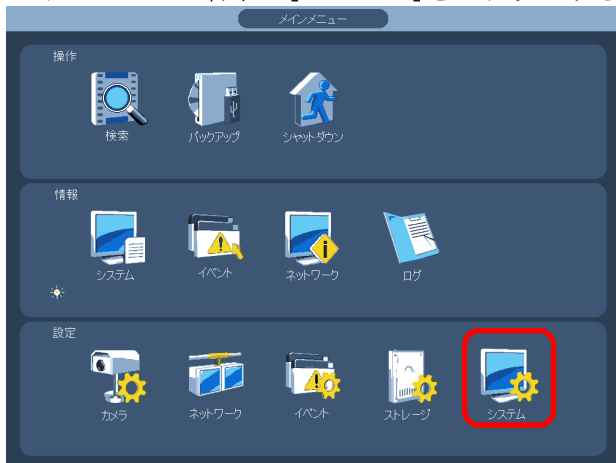 メインメニュー
操作
検索 バックアップ シャットダウン
情報
システム イベント ネットワーク ログ
設定
カメラ ネットワーク イベント ストレージ システム